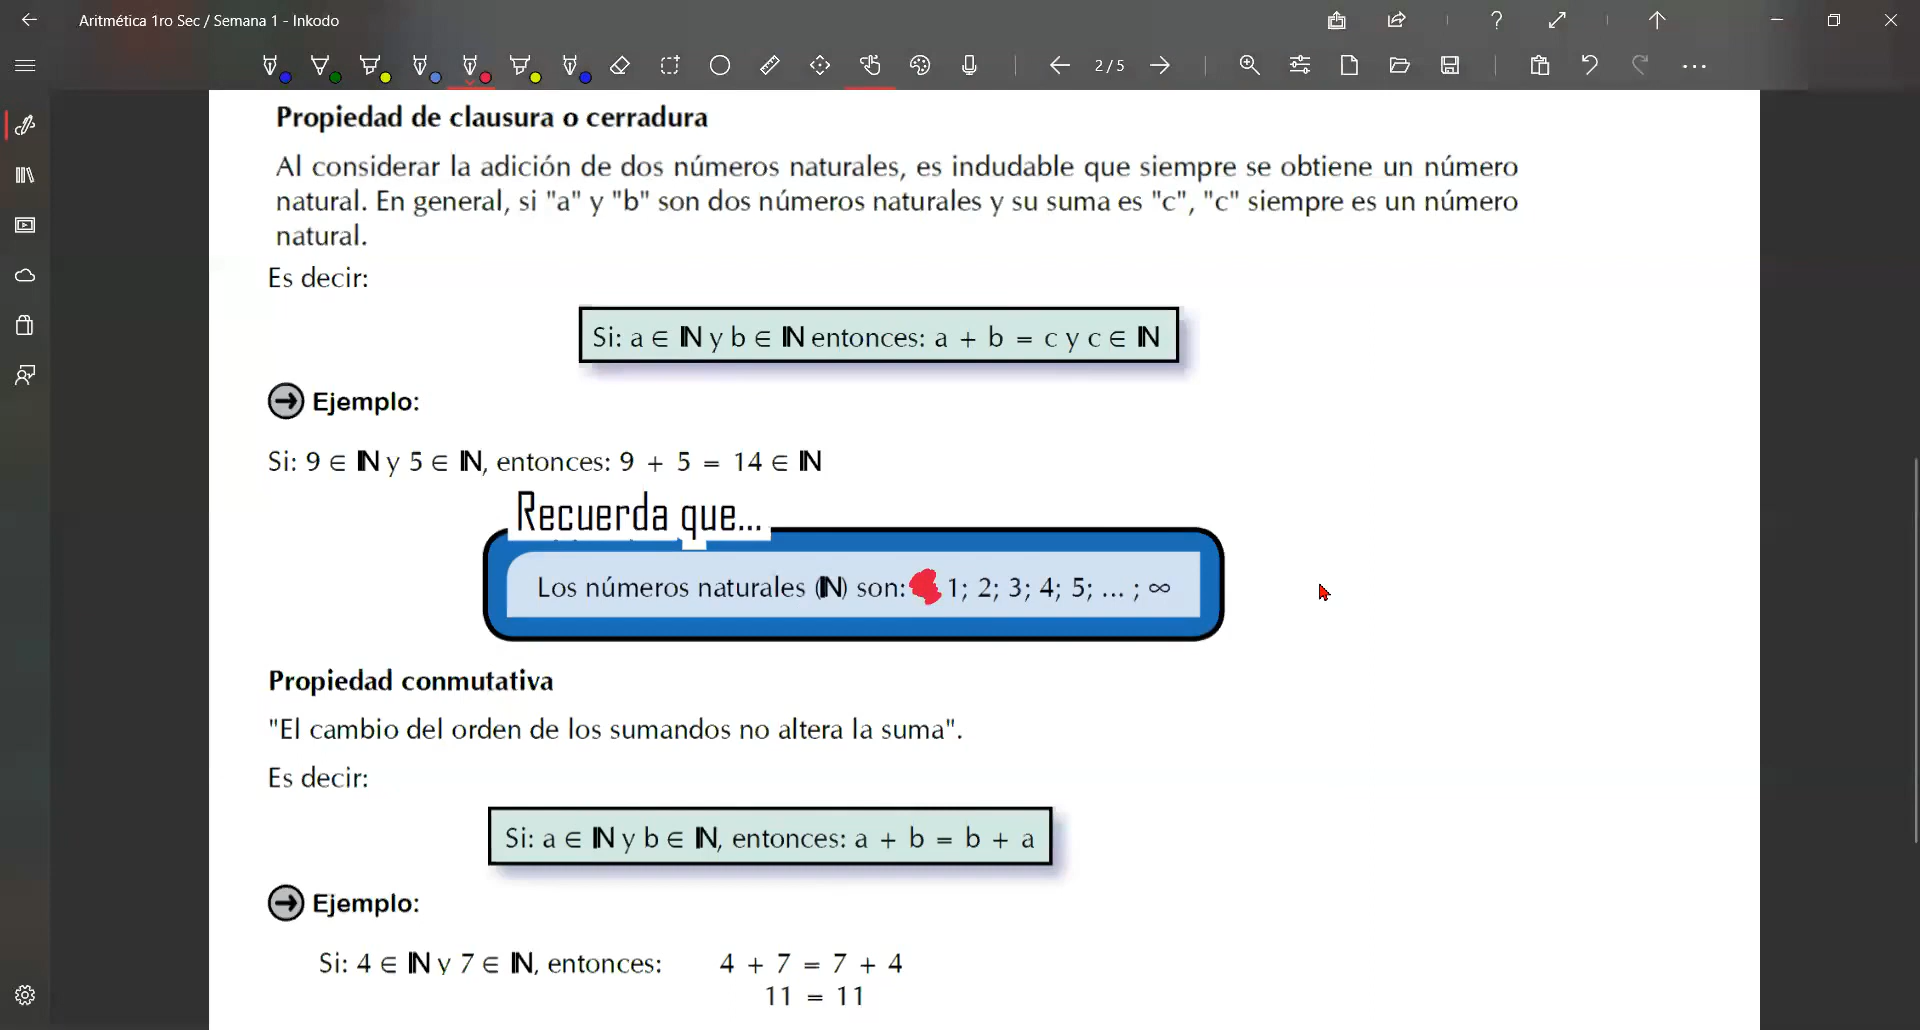 Aritmética 1ro Sec / Semana 1 - Inkodo
2 / 5
Propiedad de clausura o cerradura
Al considerar la adición de dos números naturales, es indudable que siempre se obtiene un número
natural. En general, si "a" y "b" son dos números naturales y su suma es "c", "c" siempre es un número
natural.
Es decir:
Si: a ∈ ℕ y b ∈ ℕ entonces: a + b = c y c ∈ ℕ
Ejemplo:
Si: 9 ∈ ℕ y 5 ∈ ℕ, entonces: 9 + 5 = 14 ∈ ℕ
Recuerda que...
Los números naturales (ℕ) son: 1; 2; 3; 4; 5; ... ; ∞
Propiedad conmutativa
"El cambio del orden de los sumandos no altera la suma".
Es decir:
Si: a ∈ ℕ y b ∈ ℕ, entonces: a + b = b + a
Ejemplo:
Si: 4 ∈ ℕ y 7 ∈ ℕ, entonces: 4 + 7 = 7 + 4
11 = 11